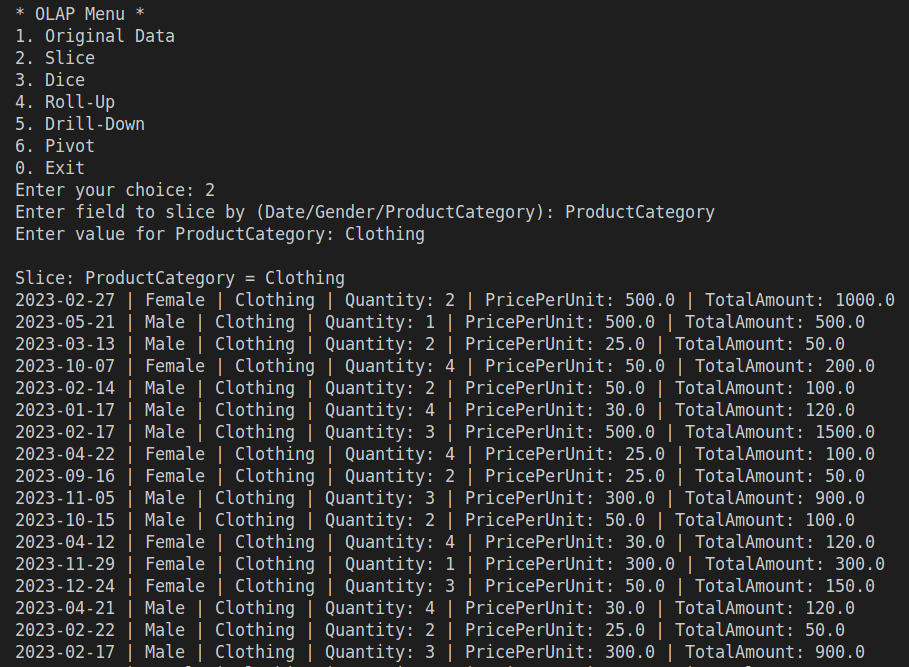 * OLAP Menu *
1. Original Data
2. Slice
3. Dice
4. Roll-Up
5. Drill-Down
6. Pivot
0. Exit
Enter your choice: 2
Enter field to slice by (Date/Gender/ProductCategory): ProductCategory
Enter value for ProductCategory: Clothing
Slice: ProductCategory = Clothing
2023-02-27 | Female | Clothing | Quantity: 2 | PricePerUnit: 500.0 | TotalAmount: 1000.0
2023-05-21 | Male | Clothing | Quantity: 1 | PricePerUnit: 500.0 | TotalAmount: 500.0
2023-03-13 | Male | Clothing | Quantity: 2 | PricePerUnit: 25.0 | TotalAmount: 50.0
2023-10-07 | Female | Clothing | Quantity: 4 | PricePerUnit: 50.0 | TotalAmount: 200.0
2023-02-14 | Male | Clothing | Quantity: 2 | PricePerUnit: 50.0 | TotalAmount: 100.0
2023-01-17 | Male | Clothing | Quantity: 4 | PricePerUnit: 30.0 | TotalAmount: 120.0
2023-02-17 | Male | Clothing | Quantity: 3 | PricePerUnit: 500.0 | TotalAmount: 1500.0
2023-04-22 | Female | Clothing | Quantity: 4 | PricePerUnit: 25.0 | TotalAmount: 100.0
2023-09-16 | Female | Clothing | Quantity: 2 | PricePerUnit: 25.0 | TotalAmount: 50.0
2023-11-05 | Male | Clothing | Quantity: 3 | PricePerUnit: 300.0 | TotalAmount: 900.0
2023-10-15 | Male | Clothing | Quantity: 2 | PricePerUnit: 50.0 | TotalAmount: 100.0
2023-04-12 | Female | Clothing | Quantity: 4 | PricePerUnit: 30.0 | TotalAmount: 120.0
2023-11-29 | Female | Clothing | Quantity: 1 | PricePerUnit: 300.0 | TotalAmount: 300.0
2023-12-24 | Female | Clothing | Quantity: 3 | PricePerUnit: 50.0 | TotalAmount: 150.0
2023-04-21 | Male | Clothing | Quantity: 4 | PricePerUnit: 30.0 | TotalAmount: 120.0
2023-02-22 | Male | Clothing | Quantity: 2 | PricePerUnit: 25.0 | TotalAmount: 50.0
2023-02-17 | Male | Clothing | Quantity: 3 | PricePerUnit: 300.0 | TotalAmount: 900.0